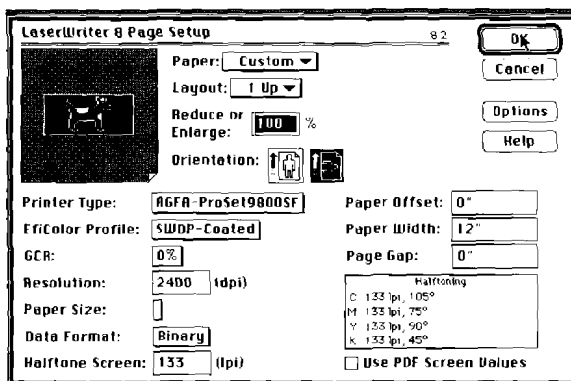 LaserWriter 8 Page Setup 8.2
OK
Paper: Custom
Cancel
Layout: 1 Up
Reduce or
Enlarge: 100 %
Options
Help
Orientation:
Printer Type: AGFA-ProSet9800SF
Paper Offset: 0"
EfiColor Profile: SWOP-Coated
Paper Width: 12"
GCR: 0%
Page Gap: 0"
Resolution: 2400 (dpi)
Halftoning
C 133 lpi, 105°
M 133 lpi, 75°
Y 133 lpi, 90°
K 133 lpi, 45°
Paper Size:
Data Format: Binary
Halftone Screen: 133 (lpi)
Use PDF Screen Values